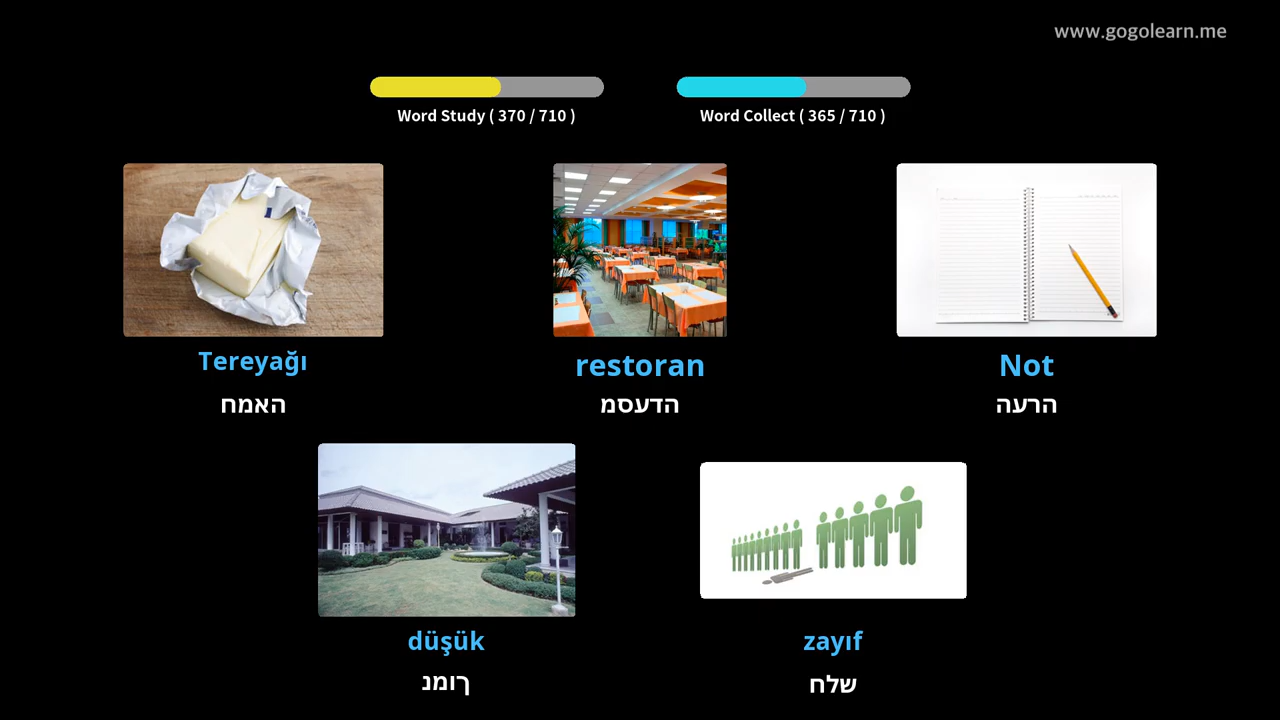 www.gogolearn.me
Word Study ( 370 / 710 )
Word Collect ( 365 / 710 )
Tereyağı
האמח
restoran
הדעסמ
Not
הרעה
düşük
ךומנ
zayıf
שלח